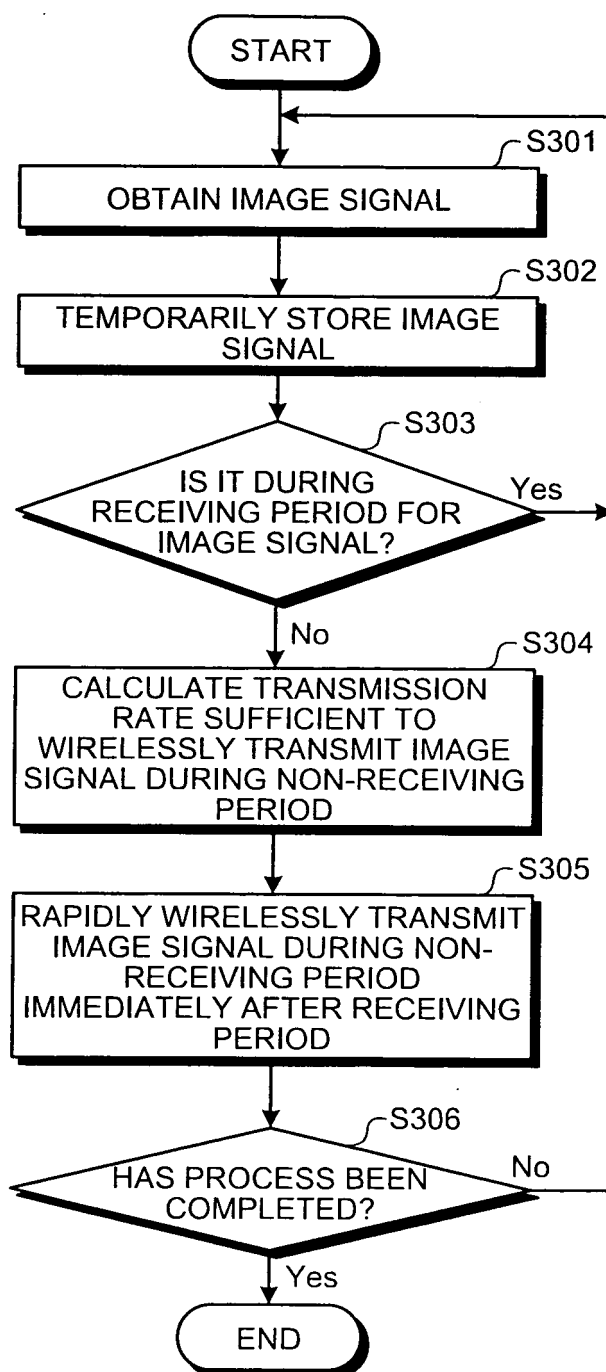 START
S301
OBTAIN IMAGE SIGNAL
S302
TEMPORARILY STORE IMAGE
SIGNAL
S303
IS IT DURING
RECEIVING PERIOD FOR
IMAGE SIGNAL?
Yes
No
S304
CALCULATE TRANSMISSION
RATE SUFFICIENT TO
WIRELESSLY TRANSMIT IMAGE
SIGNAL DURING NON-RECEIVING
PERIOD
S305
RAPIDLY WIRELESSLY TRANSMIT
IMAGE SIGNAL DURING NON-
RECEIVING PERIOD
IMMEDIATELY AFTER RECEIVING
PERIOD
S306
HAS PROCESS BEEN
COMPLETED?
No
Yes
END